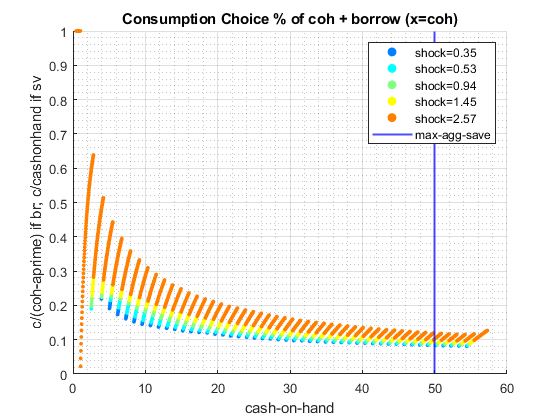 Consumption Choice % of coh + borrow (x=coh)
c/(coh-aprime) if br, c/cashonhand if sv
1
0.9
0.8
0.7
0.6
0.5
0.4
0.3
0.2
0.1
0
shock=0.35
shock=0.53
shock=0.94
shock=1.45
shock=2.57
max-agg-save
0 10 20 30 40 50 60
cash-on-hand